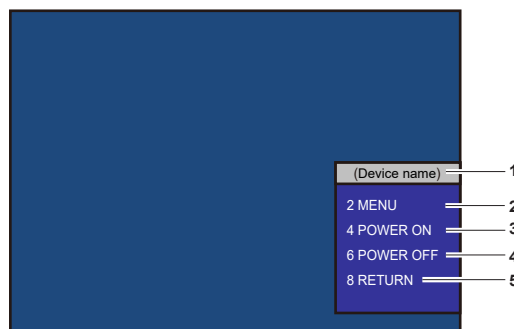 (Device name) 1
2 MENU 2
4 POWER ON 3
6 POWER OFF 4
8 RETURN 5